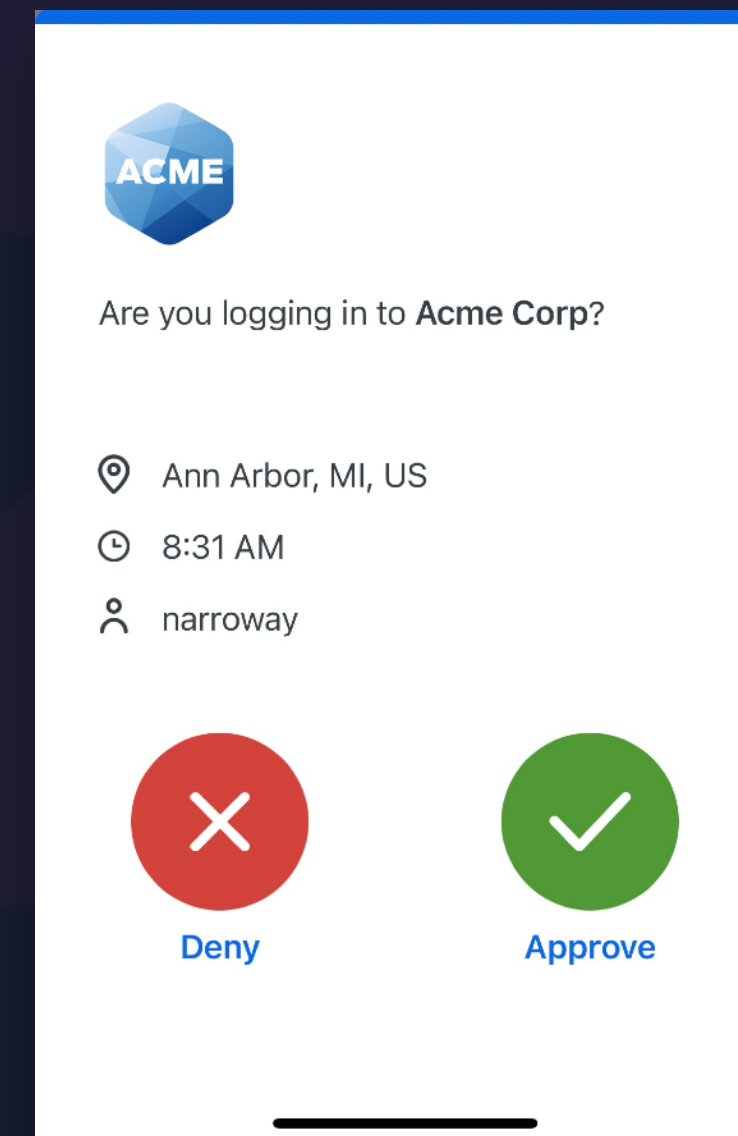 ACME
Are you logging in to Acme Corp?
Ann Arbor, MI, US
8:31 AM
narroway
Deny
Approve